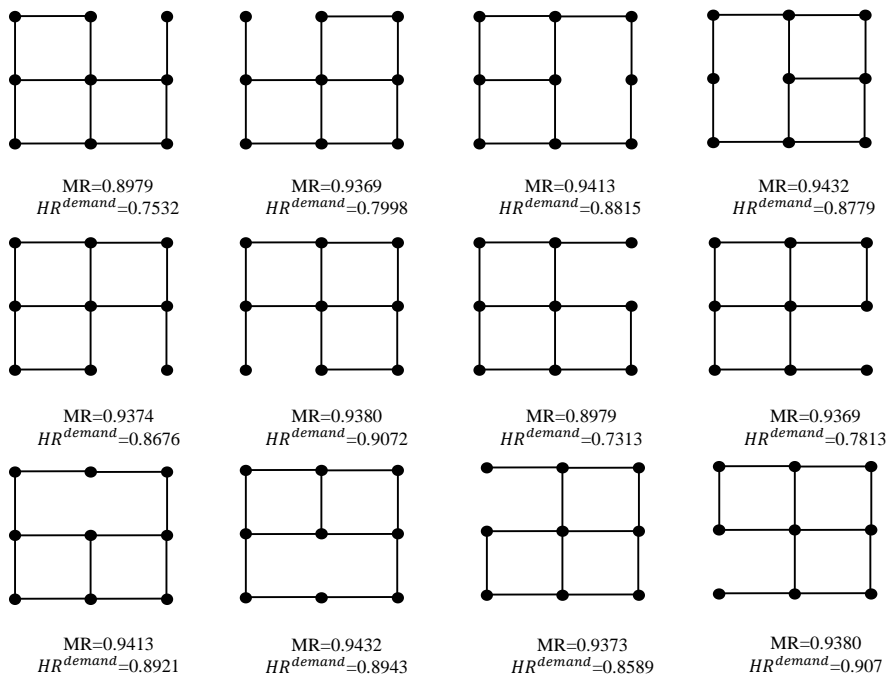 MR=0.8979
HR^demand=0.7532
MR=0.9369
HR^demand=0.7998
MR=0.9413
HR^demand=0.8815
MR=0.9432
HR^demand=0.8779
MR=0.9374
HR^demand=0.8676
MR=0.9380
HR^demand=0.9072
MR=0.8979
HR^demand=0.7313
MR=0.9369
HR^demand=0.7813
MR=0.9413
HR^demand=0.8921
MR=0.9432
HR^demand=0.8943
MR=0.9373
HR^demand=0.8589
MR=0.9380
HR^demand=0.907